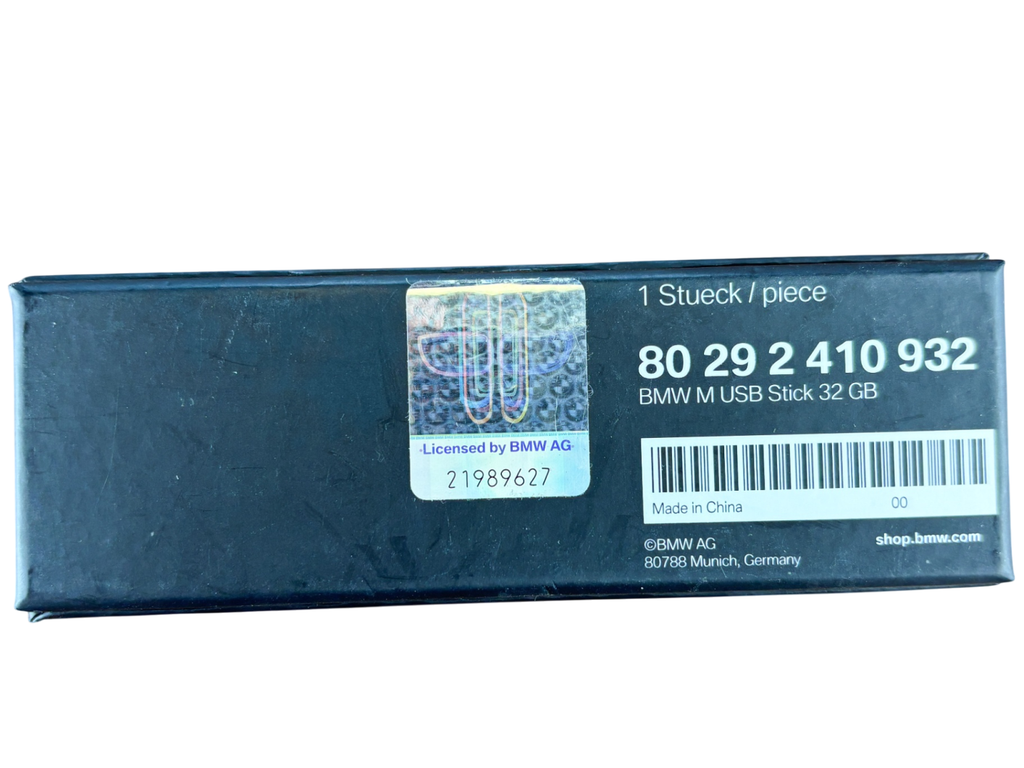 1 Stueck / piece
80 29 2 410 932
BMW M USB Stick 32 GB
Licensed by BMW AG
21989627
Made in China 00
©BMW AG
80788 Munich, Germany
shop.bmw.com